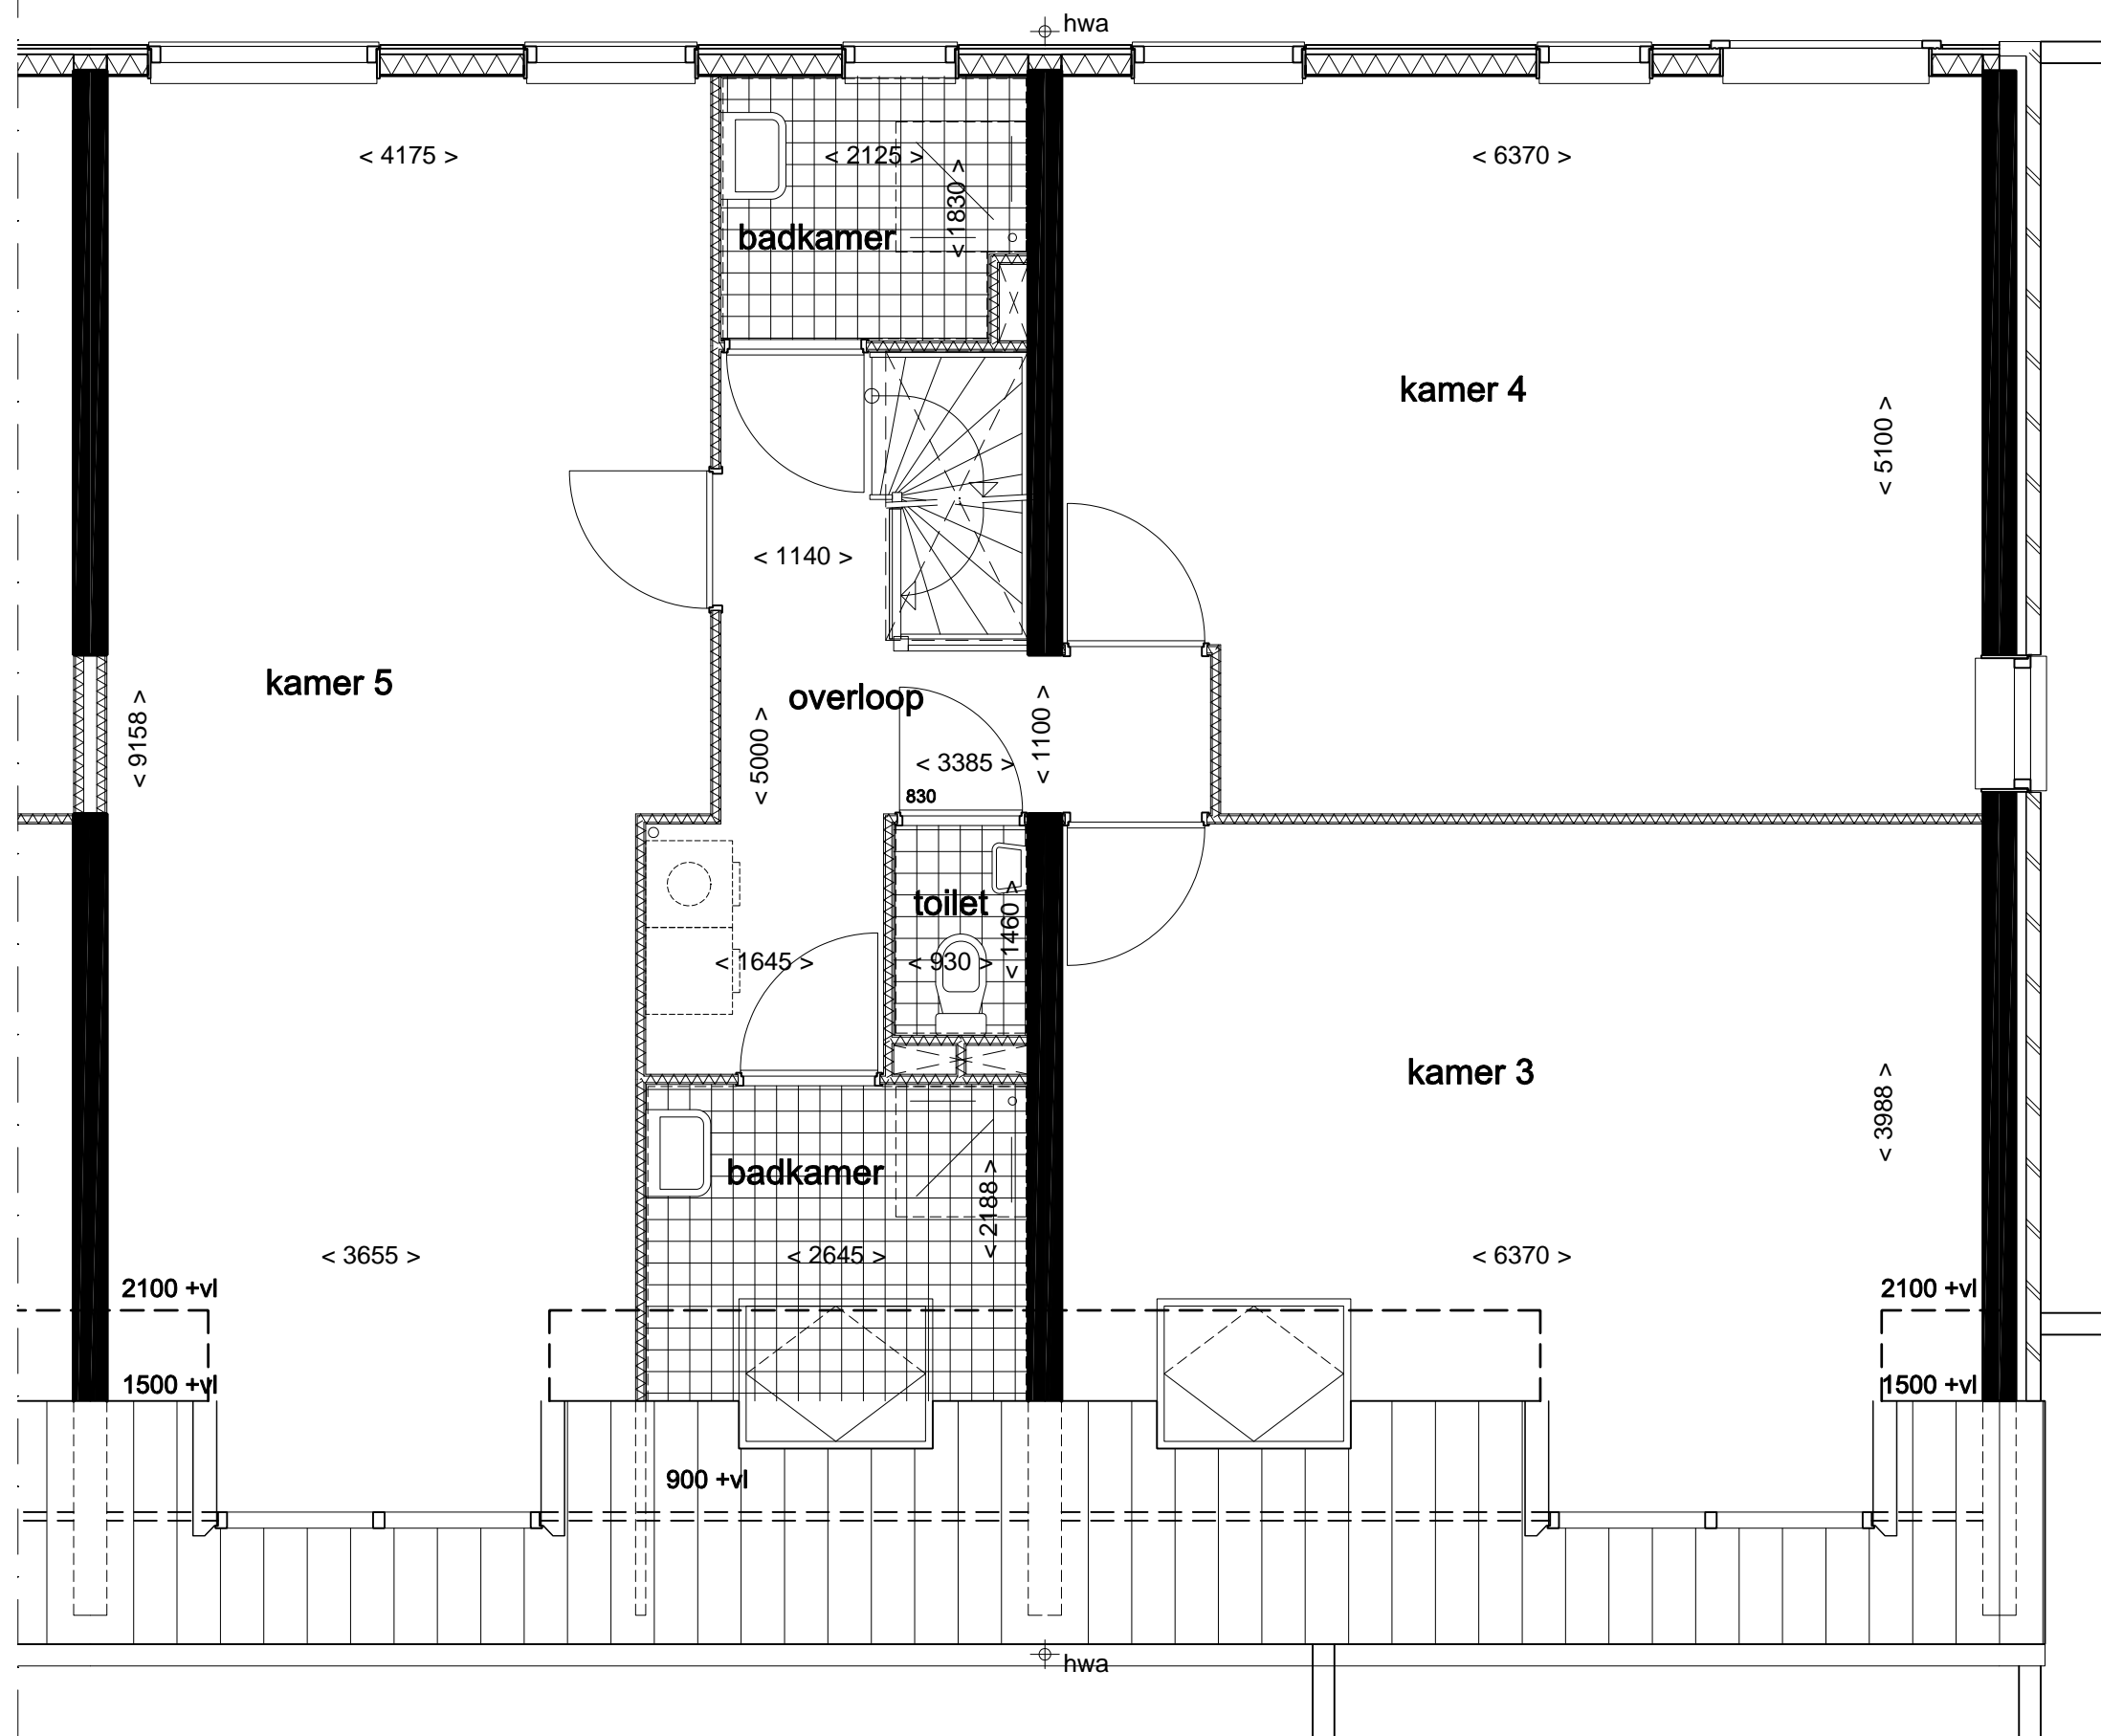 hwa
< 4175 >
< 2125 >
< 6370 >
< 1830 >
badkamer
kamer 4
< 5100 >
< 1140 >
kamer 5
overloop
< 9158 >
< 5000 >
< 1100 >
< 3385 >
830
toilet
< 1460 >
< 1645 >
< 930 >
kamer 3
< 3988 >
badkamer
< 2188 >
< 3655 >
< 2645 >
< 6370 >
2100 +vl
2100 +vl
1500 +vl
1500 +vl
900 +vl
hwa